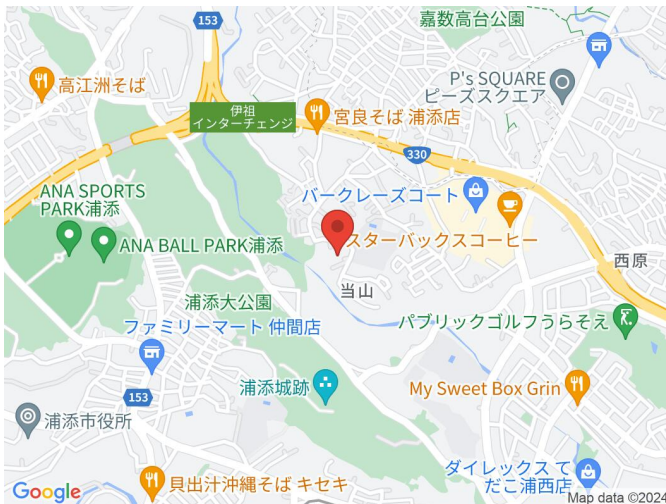 153
嘉数高台公園
高江洲そば
P's SQUARE
ピーズスクエア
伊祖
インターチェンジ
宮良そば 浦添店
330
ANA SPORTS
PARK浦添
バークレーズコート
ANA BALL PARK浦添
スターバックスコーヒー
西原
当山
浦添大公園
ファミリーマート 仲間店
パブリックゴルフうらそえ
浦添城跡
My Sweet Box Grin
153
浦添市役所
ダイレックス て
だこ浦西店
貝出汁沖縄そば キセキ
Google
Map data ©2024